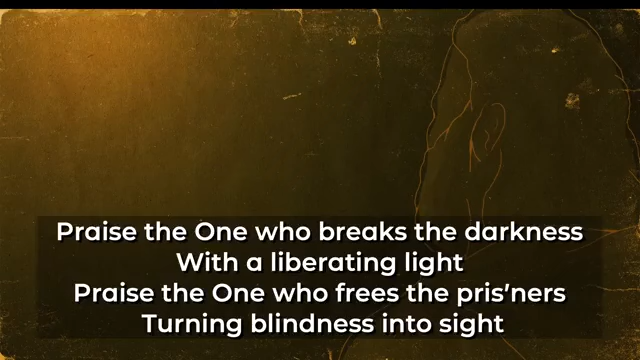 Praise the One who breaks the darkness
With a liberating light
Praise the One who frees the pris'ners
Turning blindness into sight